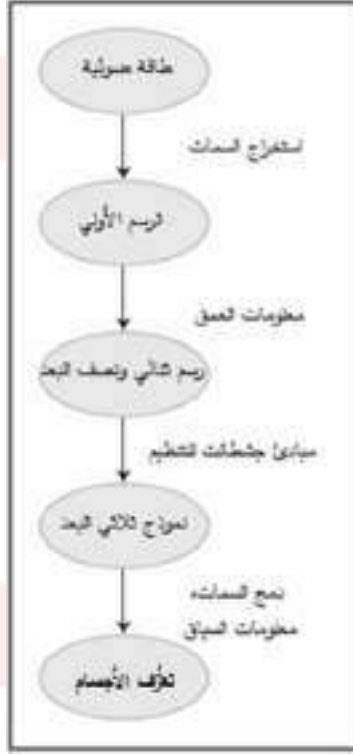 طاقة ضوئية
استخراج السمات
الرسم الأولي
معلومات العمق
رسم ثنائي ونصف البعد
مبادئ جشطالت للتنظيم
نموذج ثلاثي البعد
دمج السمات،
معلومات السياق
تعرُّف الأجسام